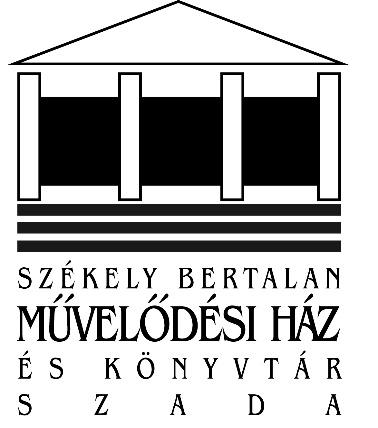 SZÉKELY BERTALAN
MŰVELŐDÉSI HÁZ
ÉS KÖNYVTÁR
SZADA